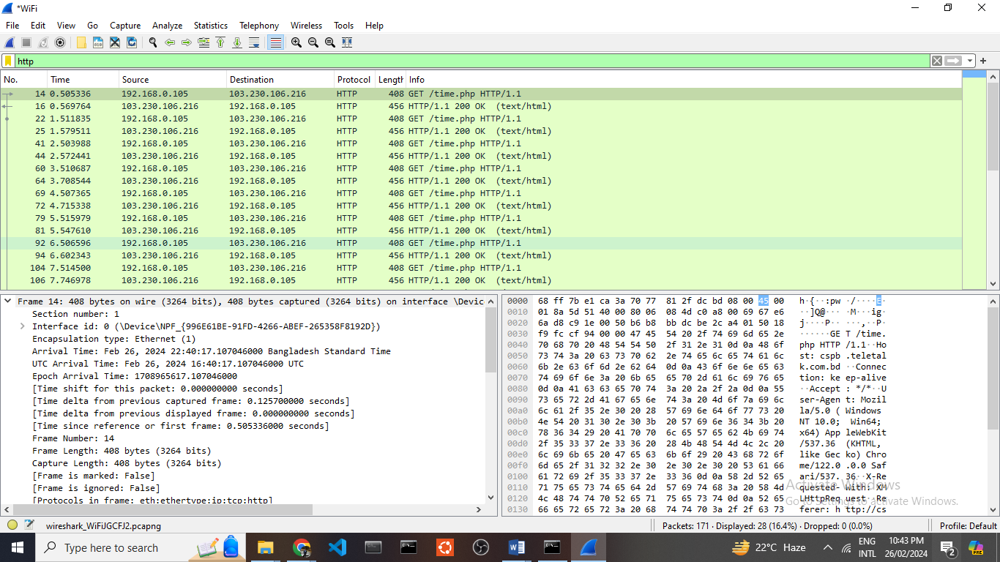 *WiFi
File Edit View Go Capture Analyze Statistics Telephony Wireless Tools Help
http
No. Time Source Destination Protocol Length Info
14 0.505336 192.168.0.105 103.230.106.216 HTTP 408 GET /time.php HTTP/1.1
16 0.569764 103.230.106.216 192.168.0.105 HTTP 456 HTTP/1.1 200 OK (text/html)
22 1.511835 192.168.0.105 103.230.106.216 HTTP 408 GET /time.php HTTP/1.1
25 1.579511 103.230.106.216 192.168.0.105 HTTP 456 HTTP/1.1 200 OK (text/html)
41 2.503988 192.168.0.105 103.230.106.216 HTTP 408 GET /time.php HTTP/1.1
44 2.572441 103.230.106.216 192.168.0.105 HTTP 456 HTTP/1.1 200 OK (text/html)
60 3.510687 192.168.0.105 103.230.106.216 HTTP 408 GET /time.php HTTP/1.1
64 3.708544 103.230.106.216 192.168.0.105 HTTP 456 HTTP/1.1 200 OK (text/html)
69 4.507365 192.168.0.105 103.230.106.216 HTTP 408 GET /time.php HTTP/1.1
72 4.715338 103.230.106.216 192.168.0.105 HTTP 456 HTTP/1.1 200 OK (text/html)
79 5.515979 192.168.0.105 103.230.106.216 HTTP 408 GET /time.php HTTP/1.1
81 5.547610 103.230.106.216 192.168.0.105 HTTP 456 HTTP/1.1 200 OK (text/html)
92 6.506596 192.168.0.105 103.230.106.216 HTTP 408 GET /time.php HTTP/1.1
94 6.602343 103.230.106.216 192.168.0.105 HTTP 456 HTTP/1.1 200 OK (text/html)
104 7.514500 192.168.0.105 103.230.106.216 HTTP 408 GET /time.php HTTP/1.1
106 7.746978 103.230.106.216 192.168.0.105 HTTP 456 HTTP/1.1 200 OK (text/html)
Frame 14: 408 bytes on wire (3264 bits), 408 bytes captured (3264 bits) on interface \Devic
Section number: 1
Interface id: 0 (\Device\NPF_{996E61BE-91FD-4266-ABEF-265358F8192D})
Encapsulation type: Ethernet (1)
Arrival Time: Feb 26, 2024 22:40:17.107046000 Bangladesh Standard Time
UTC Arrival Time: Feb 26, 2024 16:40:17.107046000 UTC
Epoch Arrival Time: 1708965617.107046000
[Time shift for this packet: 0.000000000 seconds]
[Time delta from previous captured frame: 0.125700000 seconds]
[Time delta from previous displayed frame: 0.000000000 seconds]
[Time since reference or first frame: 0.505336000 seconds]
Frame Number: 14
Frame Length: 408 bytes (3264 bits)
Capture Length: 408 bytes (3264 bits)
[Frame is marked: False]
[Frame is ignored: False]
[Protocols in frame: eth:ethertype:ip:tcp:http]
0000 68 ff 7b e1 ca 3a 70 77 81 2f dc bd 08 00 45 00 h·{··:pw ·/····E·
0010 01 8a 5d 51 40 00 80 06 08 4d c0 a8 00 69 67 e6 ··]Q@··· ·M···ig·
0020 6a d8 c9 1e 00 50 b6 b8 bb dc be 2c a4 01 50 18 j····P·· ···,··P·
0030 f9 fc cf 94 00 00 47 45 54 20 2f 74 69 6d 65 2e ······GE T /time.
0040 70 68 70 20 48 54 54 50 2f 31 2e 31 0d 0a 48 6f php HTTP /1.1··Ho
0050 73 74 3a 20 63 73 70 62 2e 74 65 6c 65 74 61 6c st: cspb .teletal
0060 6b 2e 63 6f 6d 2e 62 64 0d 0a 43 6f 6e 6e 65 63 k.com.bd ··Connec
0070 74 69 6f 6e 3a 20 6b 65 65 70 2d 61 6c 69 76 65 tion: ke ep-alive
0080 0d 0a 41 63 63 65 70 74 3a 20 2a 2f 2a 0d 0a 55 ··Accept : */*··U
0090 73 65 72 2d 41 67 65 6e 74 3a 20 4d 6f 7a 69 6c ser-Agen t: Mozil
00a0 6c 61 2f 35 2e 30 20 28 57 69 6e 64 6f 77 73 20 la/5.0 ( Windows
00b0 4e 54 20 31 30 2e 30 3b 20 57 69 6e 36 34 3b 20 NT 10.0; Win64;
00c0 78 36 34 29 20 41 70 70 6c 65 57 65 62 4b 69 74 x64) App leWebKit
00d0 2f 35 33 37 2e 33 36 20 28 4b 48 54 4d 4c 2c 20 /537.36 (KHTML,
00e0 6c 69 6b 65 20 47 65 63 6b 6f 29 20 43 68 72 6f like Gec ko) Chro
00f0 6d 65 2f 31 32 32 2e 30 2e 30 2e 30 20 53 61 66 me/122.0 .0.0 Saf
0100 61 72 69 2f 35 33 37 2e 33 36 0d 0a 58 2d 52 65 ari/537. 36··X-Re
0110 71 75 65 73 74 65 64 2d 57 69 74 68 3a 20 58 4d quested- With: XM
0120 4c 48 74 74 70 52 65 71 75 65 73 74 0d 0a 52 65 LHttpReq uest··Re
0130 66 65 72 65 72 3a 20 68 74 74 70 3a 2f 2f 63 73 ferer: h ttp://cs
Activate Windows
Go to Settings to activate Windows.
wireshark_WiFiJGCFJ2.pcapng Packets: 171 · Displayed: 28 (16.4%) · Dropped: 0 (0.0%) Profile: Default
Type here to search 22°C Haze ENG INTL 10:43 PM 26/02/2024 2 PRE